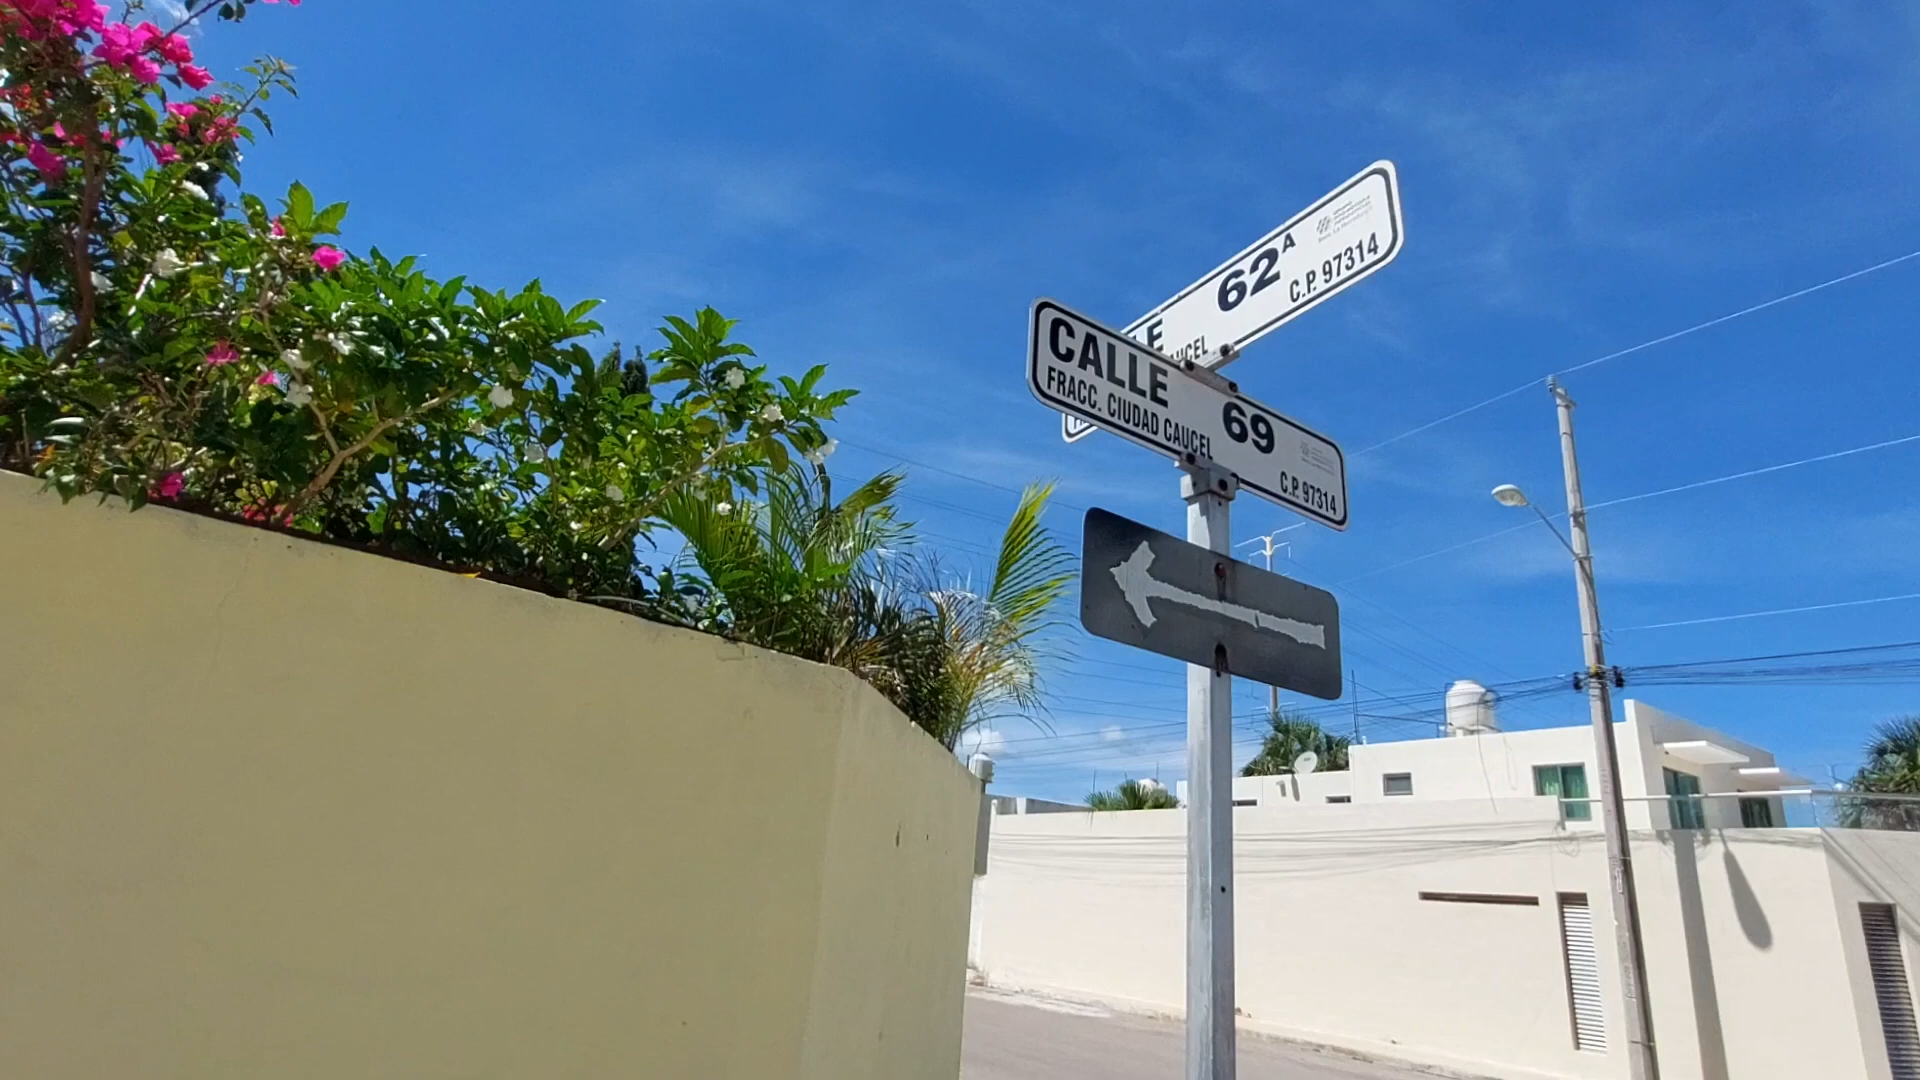 62A
C.P. 97314
CALLE 69
FRACC. CIUDAD CAUCEL
C.P. 97314